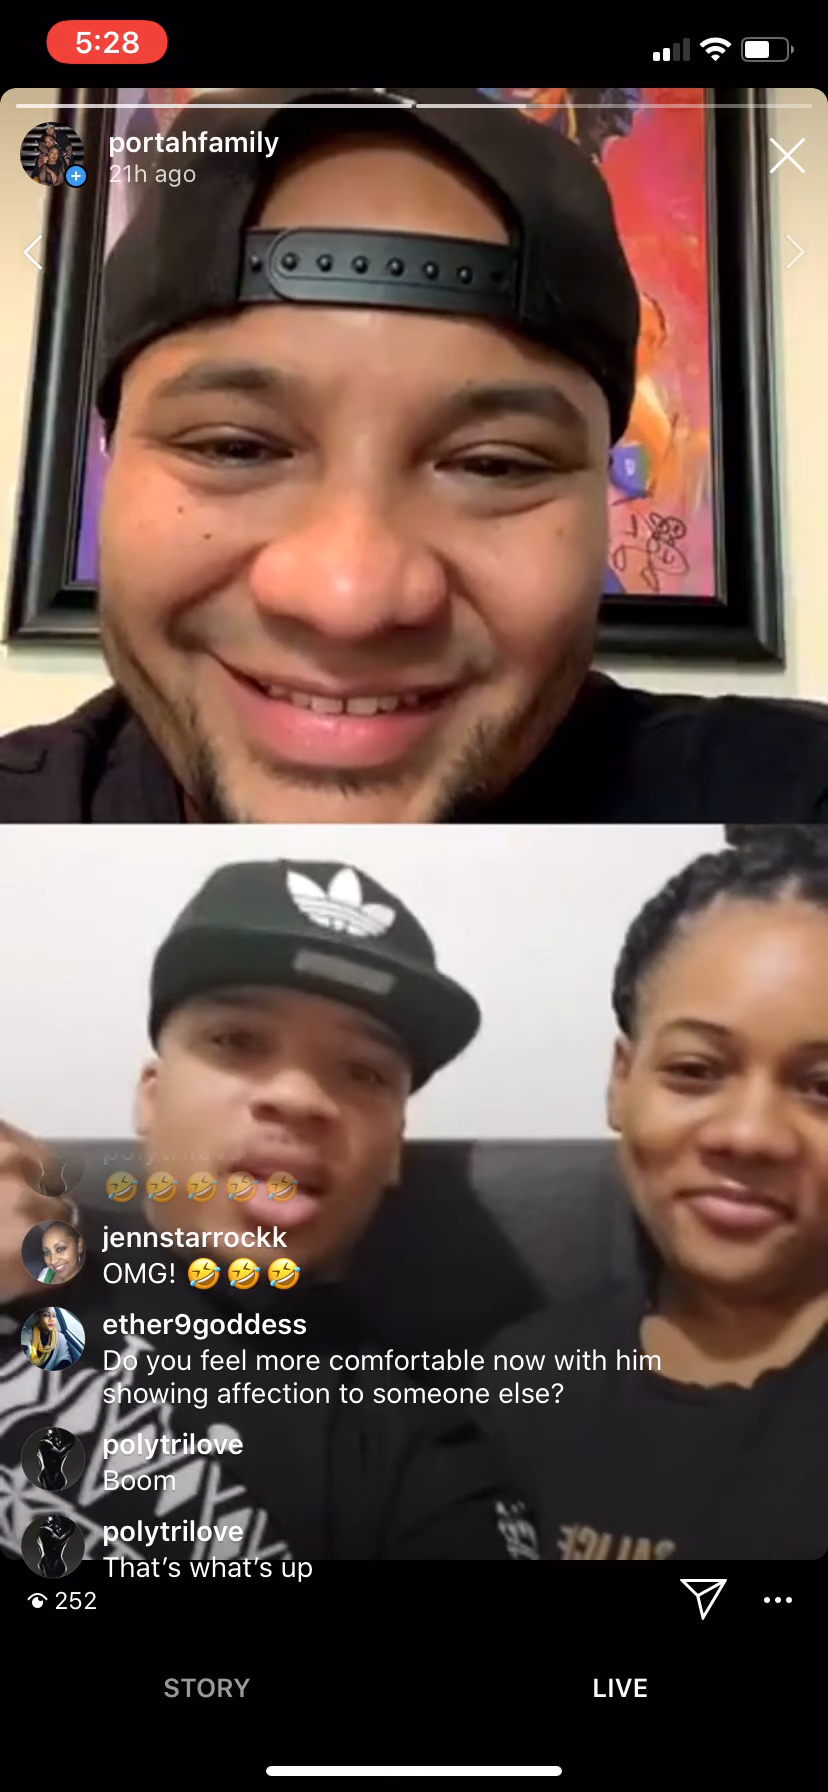 5:28
portahfamily
21h ago
polytrilove
jennstarrockk
OMG! 🤣🤣🤣
ether9goddess
Do you feel more comfortable now with him
showing affection to someone else?
polytrilove
Boom
polytrilove
That's what's up
252
STORY
LIVE